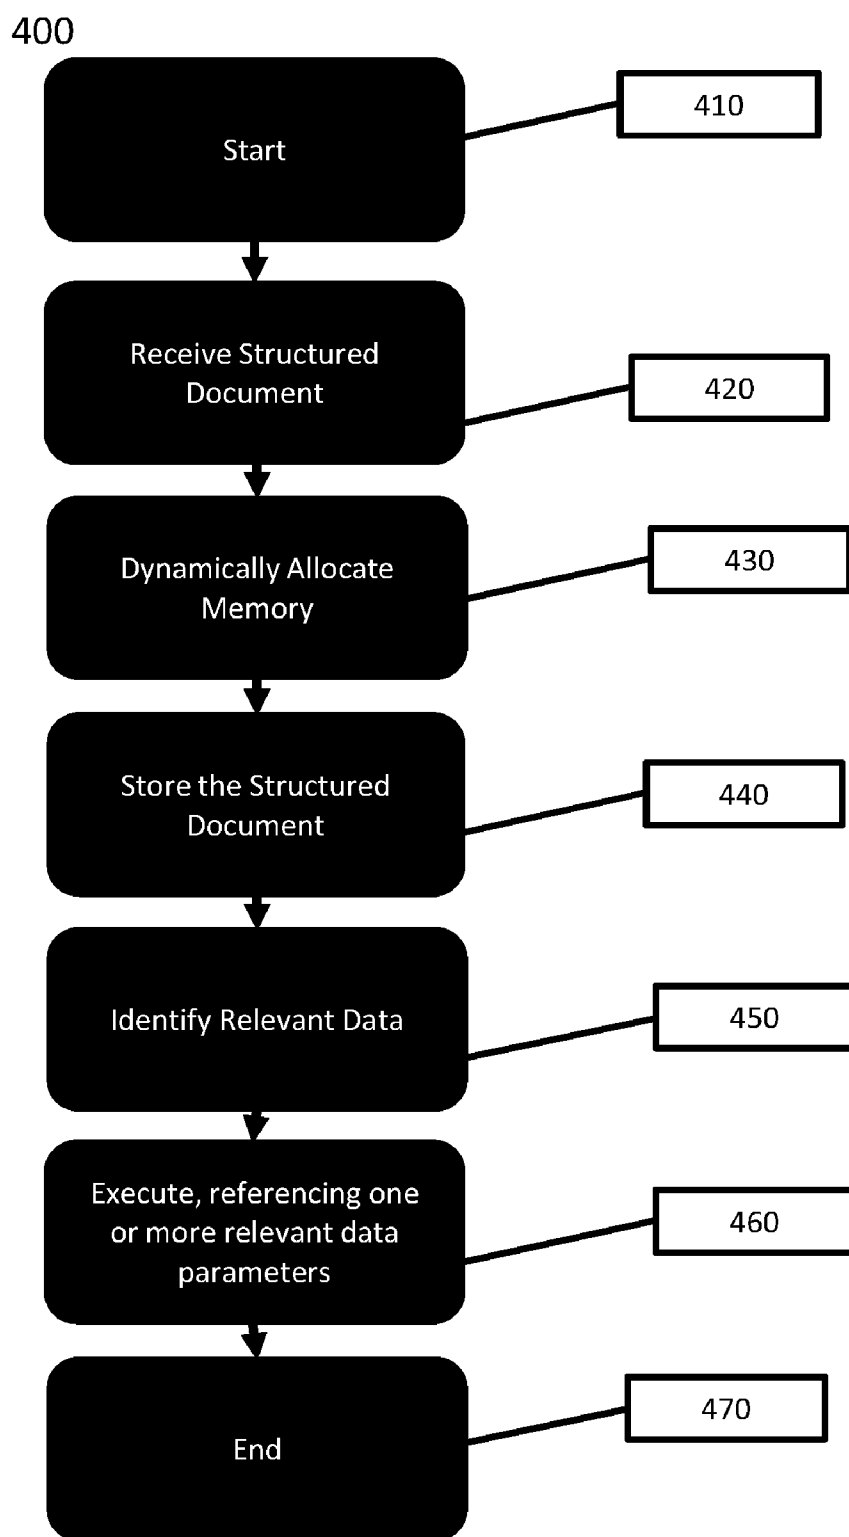 400
Start
410
Receive Structured
Document
420
Dynamically Allocate
Memory
430
Store the Structured
Document
440
Identify Relevant Data
450
Execute, referencing one
or more relevant data
parameters
460
End
470